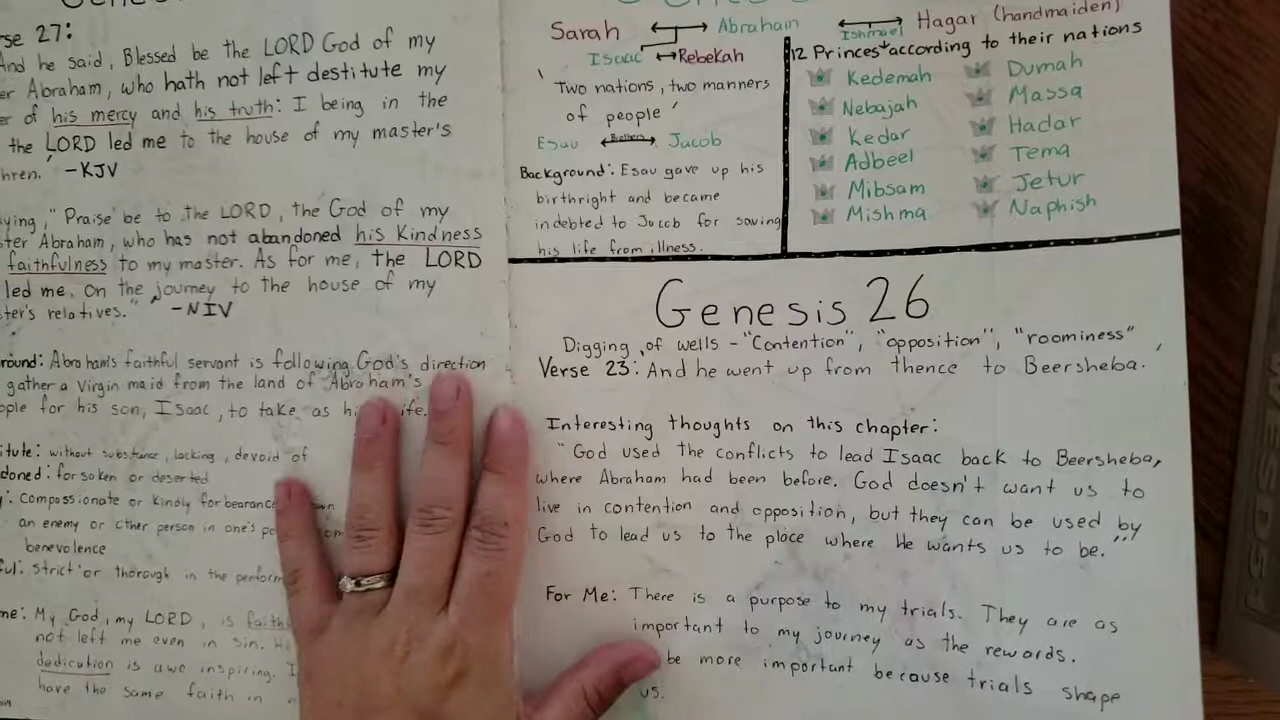 rse 27:
And he said, Blessed be the LORD God of my
er Abraham, who hath not left destitute my
er of his mercy and his truth: I being in the
the LORD led me to the house of my master's
hren." -KJV
ying, "Praise be to the LORD, the God of my
ter Abraham, who has not abandoned his Kindness
faithfulness to my master. As for me, the LORD
led me, on the journey to the house of my
ter's relatives." -NIV
round: Abraham's faithful servant is following God's direction
gather a Virgin maid from the land of Abraham's
ople for his son, Isaac, to take as hi ife.
itute: without substance, lacking, devoid of
doned: forsaken or deserted
y: compassionate or kindly forbearance own
an enemy or other person in one's po
benevolence
ful: strict or thorough in the perform
me: My God, my LORD, is faith
not left me even in sin. Hi
dedication is awe inspiring. I
have the same faith in
Sarah Abraham Hagar (handmaiden)
Ishmael
Isaac Rebekah
'Two nations, two manners
of people'
Esau Brothers Jacob
Background: Esau gave up his
birthright and became
indebted to Jacob for saving
his life from illness.
12 Princes according to their nations
Kedemah Dumah
Nebajah Massa
Kedar Hadar
Adbeel Tema
Mibsam Jetur
Mishma Naphish
Genesis 26
Digging of wells - "Contention", "opposition", "roominess"
Verse 23: And he went up from thence to Beersheba.
Interesting thoughts on this chapter:
"God used the conflicts to lead Isaac back to Beersheba,
where Abraham had been before. God doesn't want us to
live in contention and opposition, but they can be used by
God to lead us to the place where He wants us to be."
For Me: There is a purpose to my trials. They are as
important to my journey as the rewards.
be more important because trials shape
us.